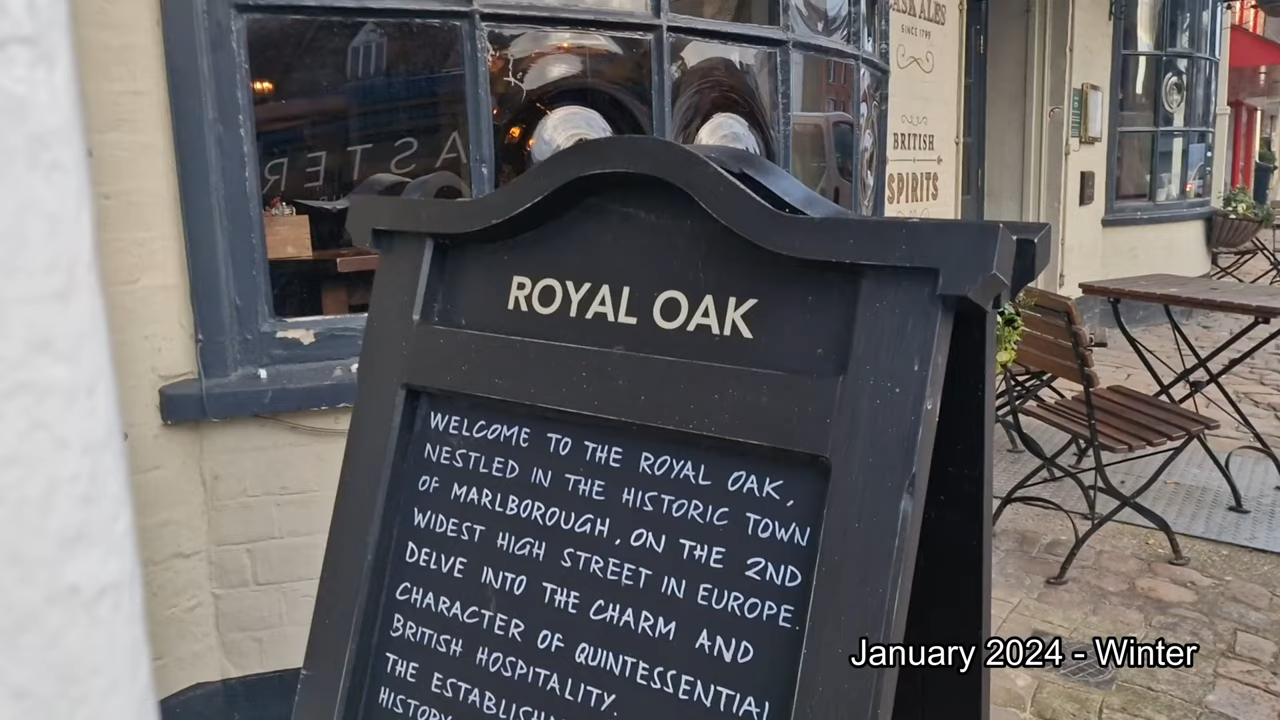 ASK ALES
SINCE 1799
BRITISH
SPIRITS
ROYAL OAK
WELCOME TO THE ROYAL OAK,
NESTLED IN THE HISTORIC TOWN
OF MARLBOROUGH, ON THE 2ND
WIDEST HIGH STREET IN EUROPE.
DELVE INTO THE CHARM AND
CHARACTER OF QUINTESSENTIAL
BRITISH HOSPITALITY.
THE
HISTORY
January 2024 - Winter